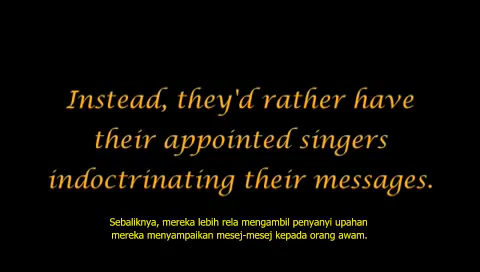 Instead, they'd rather have
their appointed singers
indoctrinating their messages.
Sebaliknya, mereka lebih rela mengambil penyanyi upahan
mereka menyampaikan mesej-mesej kepada orang awam.